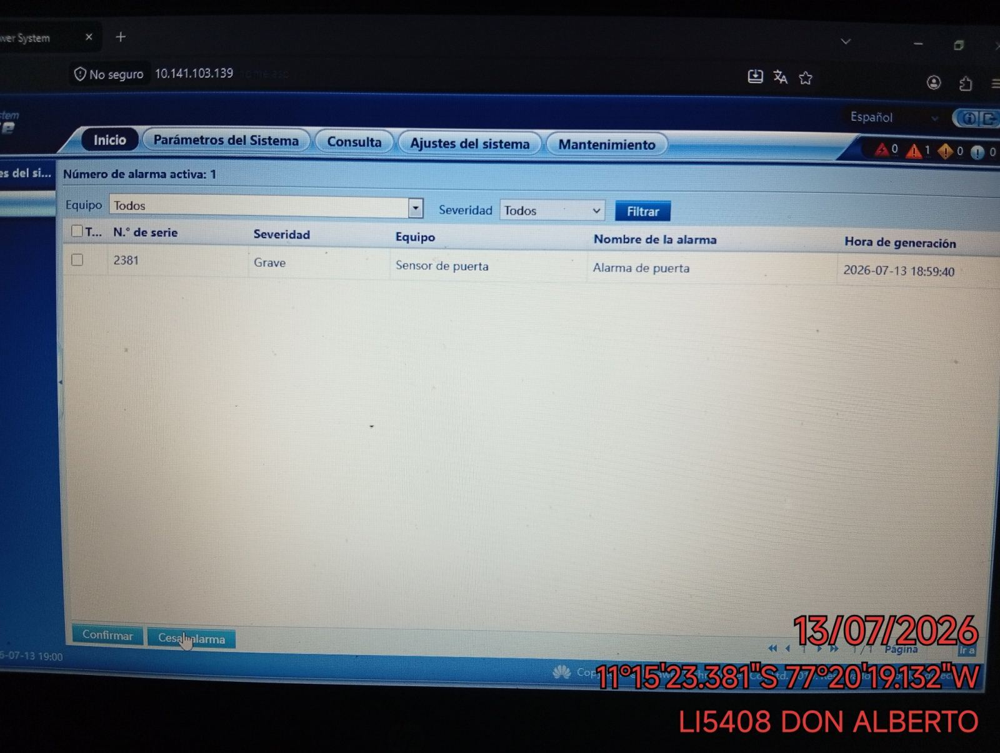 wer System
No seguro 10.141.103.139
Español
Inicio Parámetros del Sistema Consulta Ajustes del sistema Mantenimiento
0 1 0 0
es del si...
Número de alarma activa: 1
Equipo Todos Severidad Todos Filtrar
T... N.° de serie Severidad Equipo Nombre de la alarma Hora de generación
2381 Grave Sensor de puerta Alarma de puerta 2026-07-13 18:59:40
Confirmar Cesar alarma
13/07/2026
1 / 1 Página Ir a
6-07-13 19:00
11°15'23.381"S 77°20'19.132"W
LI5408 DON ALBERTO